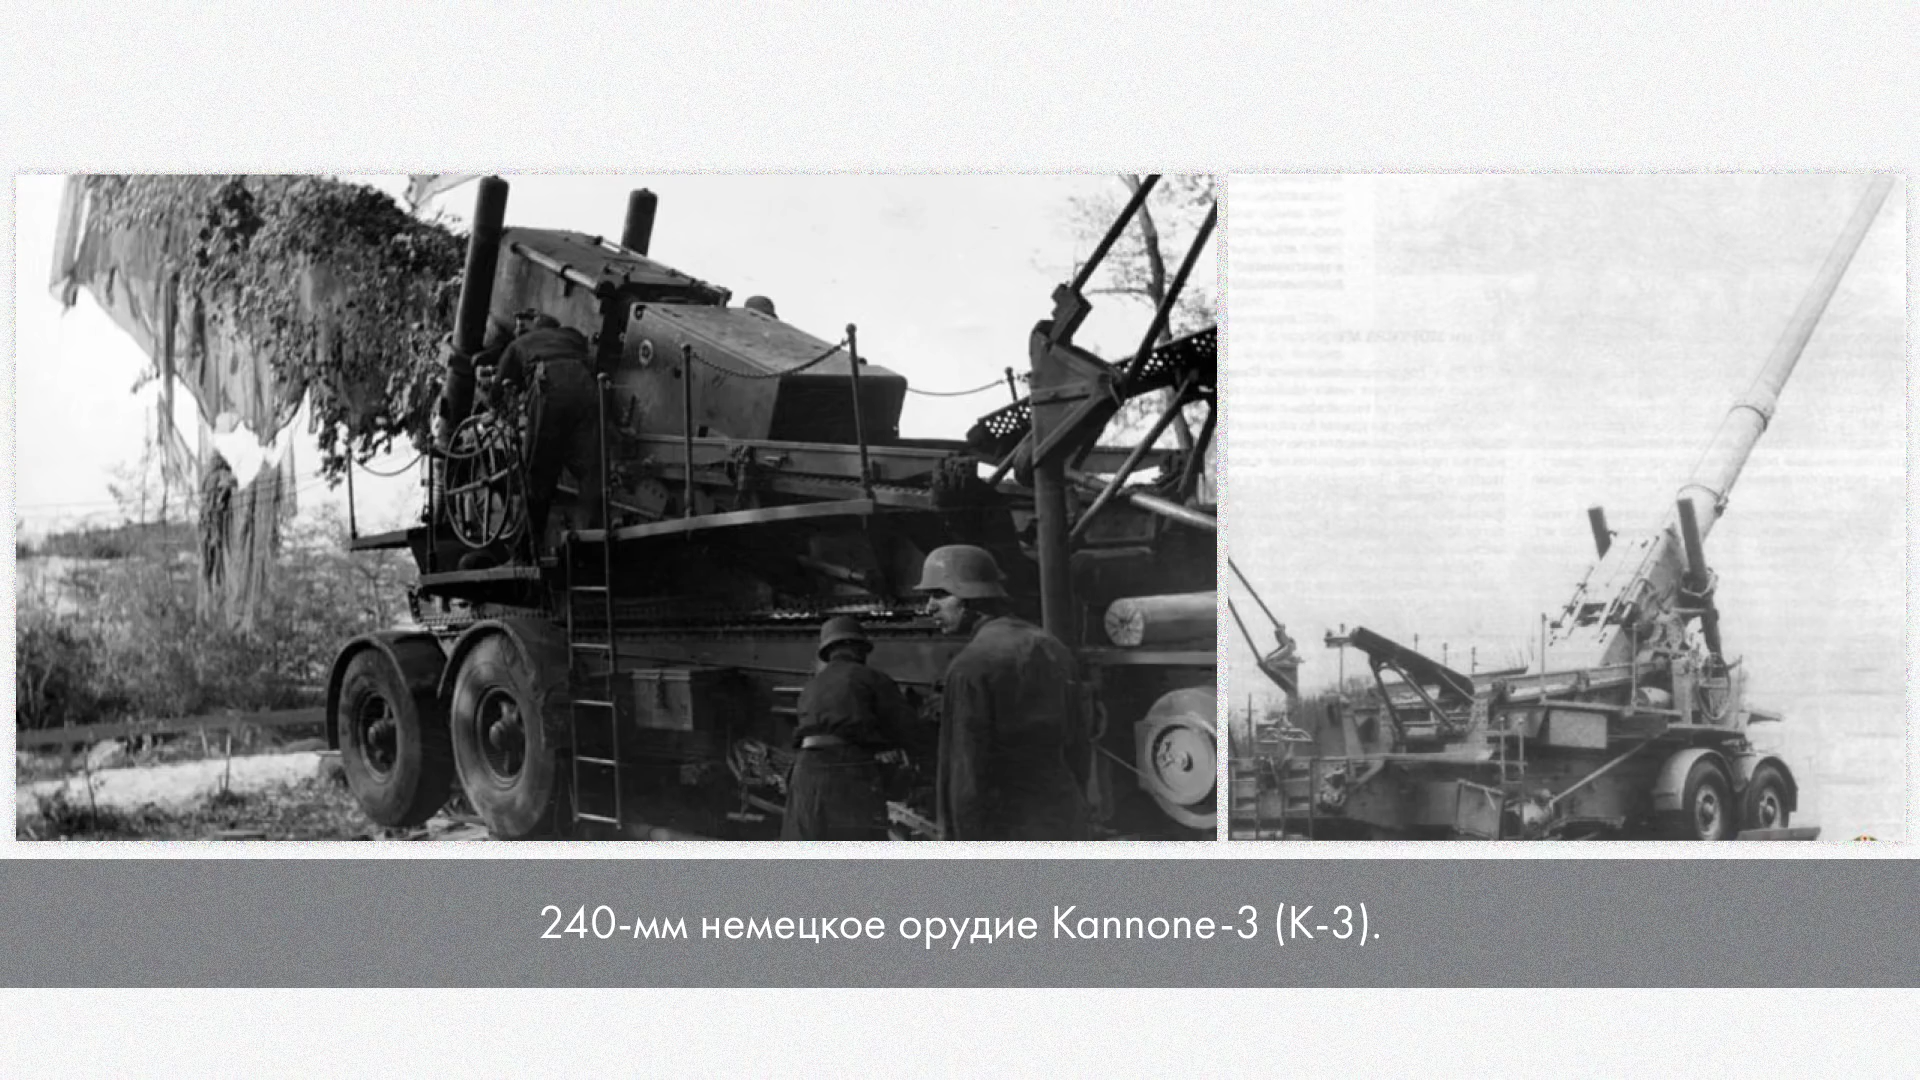 240-мм немецкое орудие Kannone-3 (К-3).